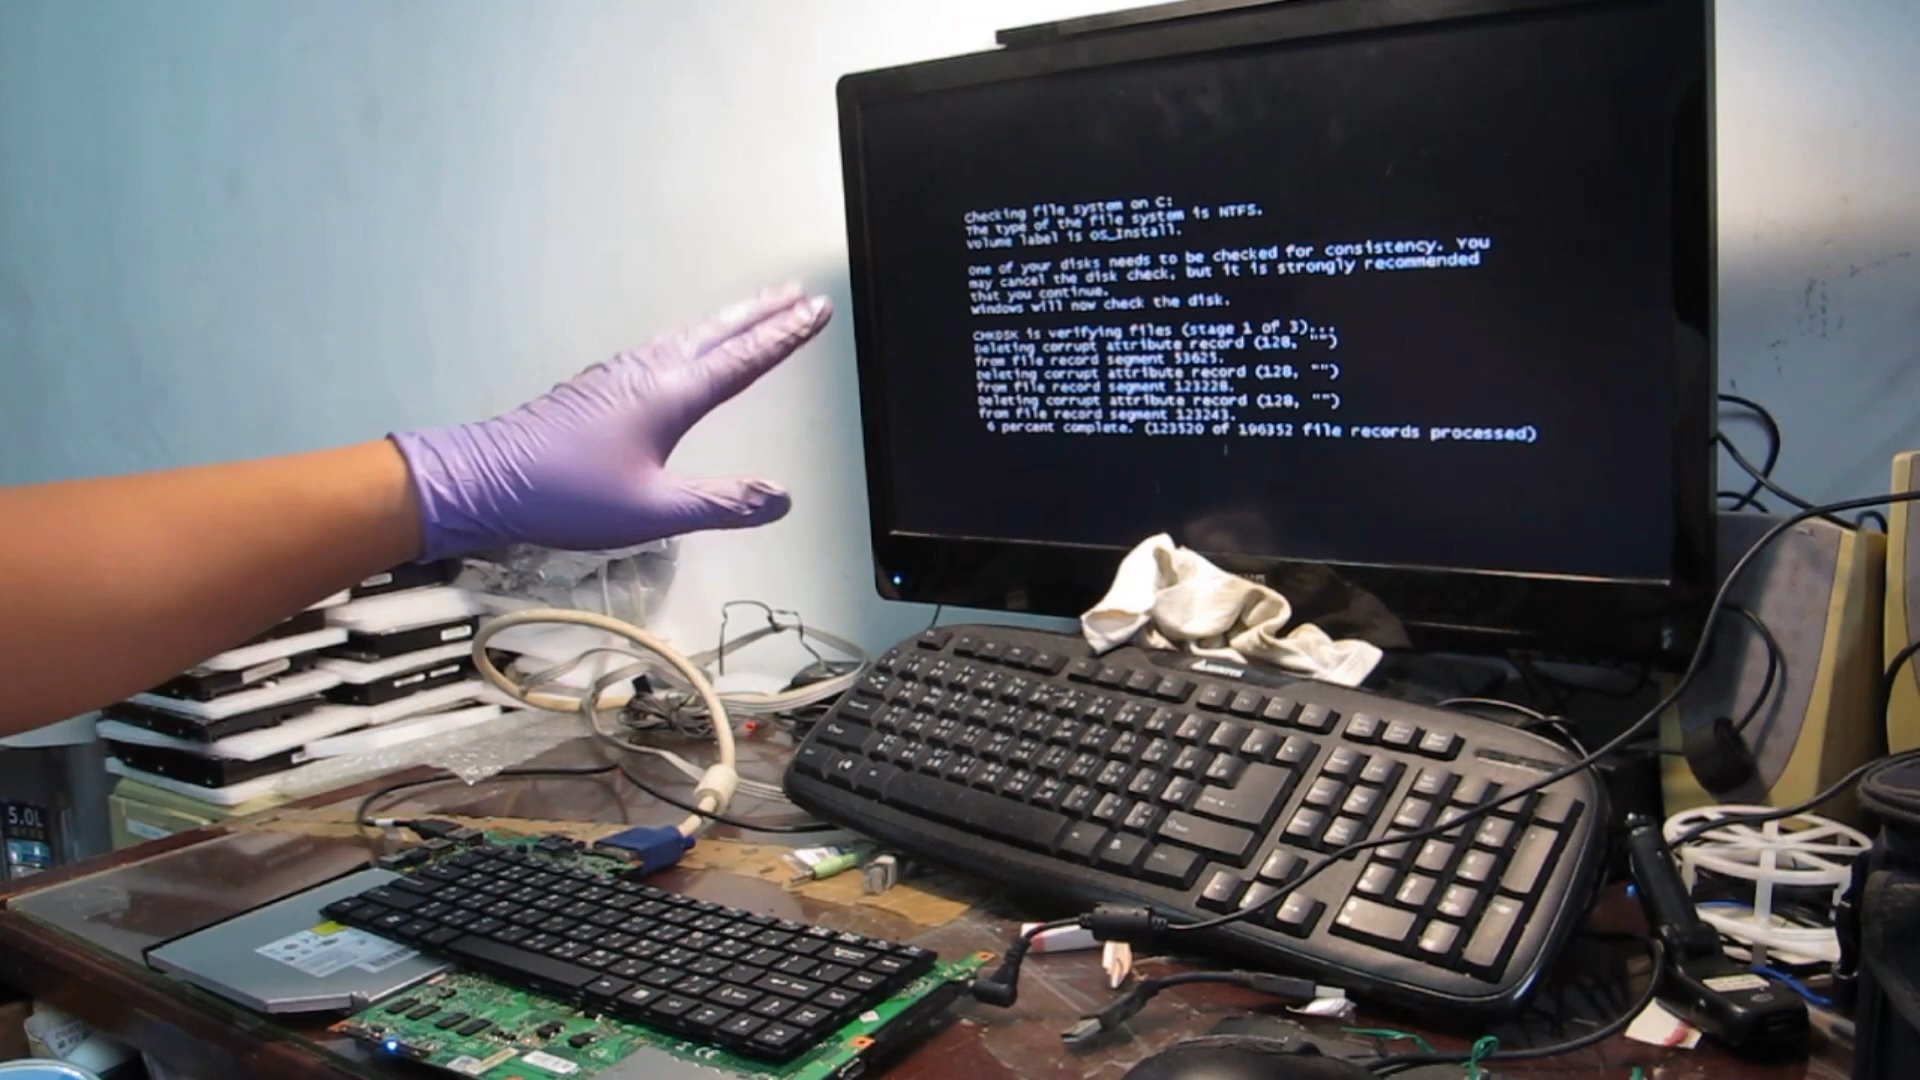 Checking file system on C:
The type of the file system is NTFS.
Volume label is OS_Install.
One of your disks needs to be checked for consistency. You
may cancel the disk check, but it is strongly recommended
that you continue.
Windows will now check the disk.
CHKDSK is verifying files (stage 1 of 3)...
Deleting corrupt attribute record (128, "")
from file record segment 53625.
Deleting corrupt attribute record (128, "")
from file record segment 123228.
Deleting corrupt attribute record (128, "")
from file record segment 123243.
6 percent complete. (123520 of 196352 file records processed)
5.0L